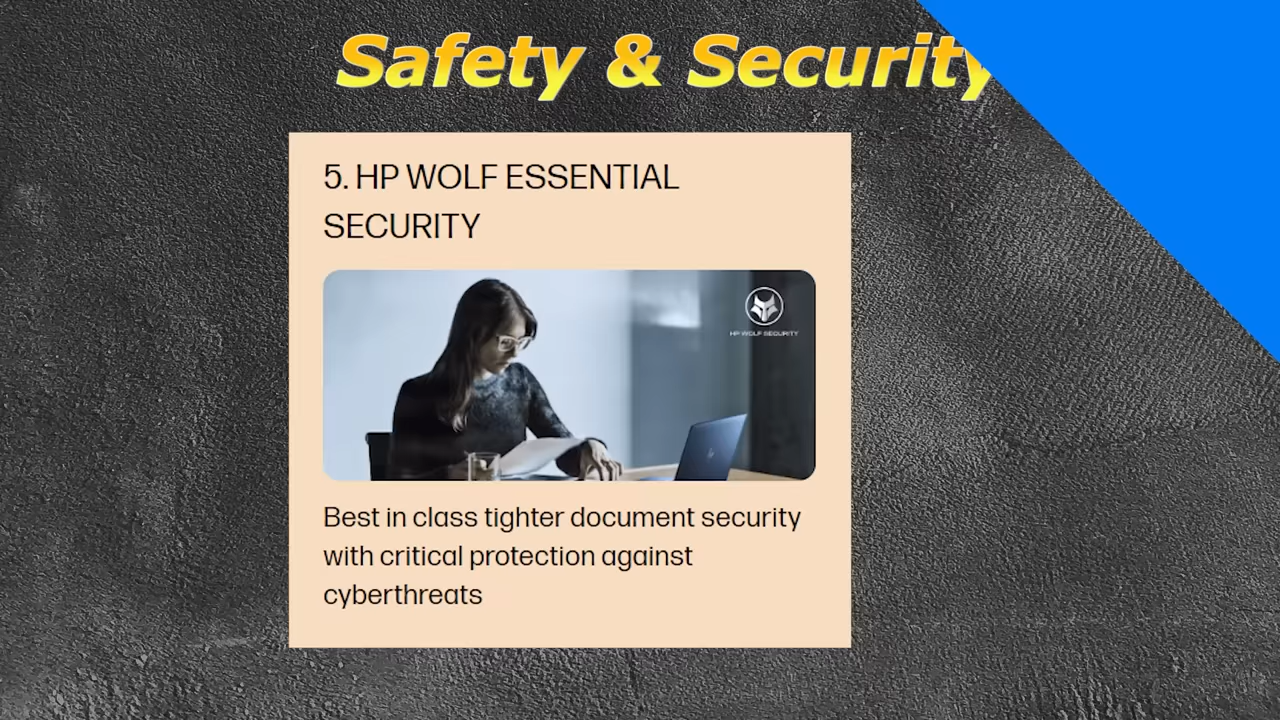 Safety & Security
5. HP WOLF ESSENTIAL
SECURITY
HP WOLF SECURITY
Best in class tighter document security
with critical protection against
cyberthreats